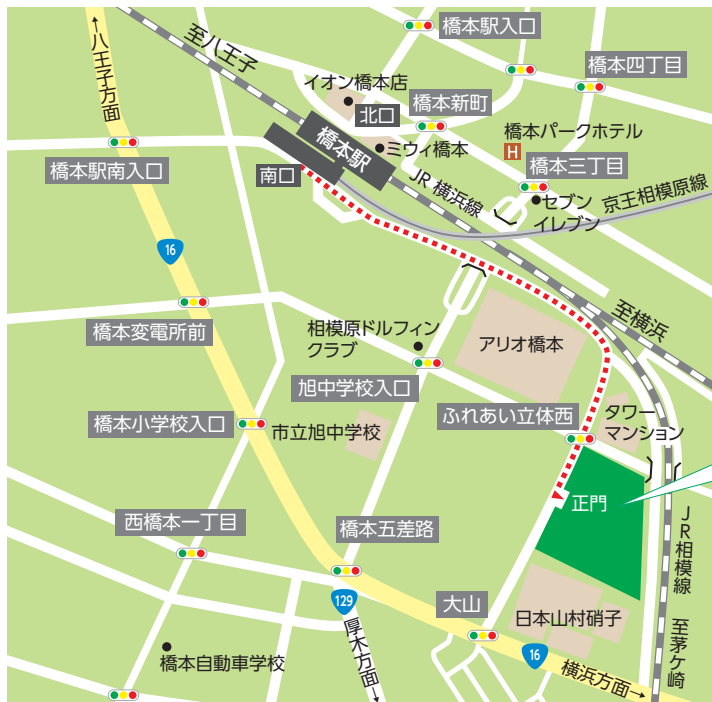 橋本駅入口
至八王子
←八王子方面
橋本四丁目
イオン橋本店
北口
橋本新町
橋本パークホテル
H
橋本駅
ミウィ橋本
橋本三丁目
橋本駅南入口
南口
JR横浜線
セブン
イレブン
京王相模原線
16
至横浜
橋本変電所前
相模原ドルフィン
クラブ
アリオ橋本
旭中学校入口
橋本小学校入口
市立旭中学校
ふれあい立体西
タワー
マンション
正門
西橋本一丁目
橋本五差路
JR相模線
至茅ケ崎
129
大山
日本山村硝子
厚木方面→
橋本自動車学校
16
横浜方面→